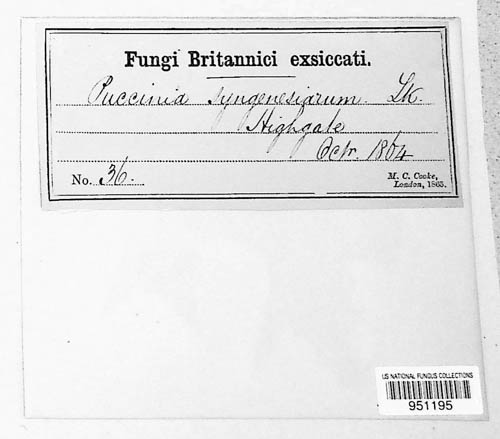 Fungi Britannici exsiccati.
Puccinia syngenesiarum. Lk.
Highgate
Octr. 1864
No. 36.
M. C. Cooke,
London, 1865.
US NATIONAL FUNGUS COLLECTIONS
951195